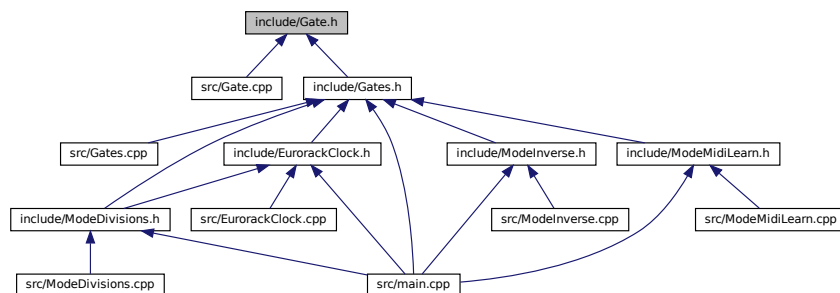 include/Gate.h
src/Gate.cpp
include/Gates.h
src/Gates.cpp
include/EurorackClock.h
include/ModeInverse.h
include/ModeMidiLearn.h
include/ModeDivisions.h
src/EurorackClock.cpp
src/ModeInverse.cpp
src/ModeMidiLearn.cpp
src/ModeDivisions.cpp
src/main.cpp